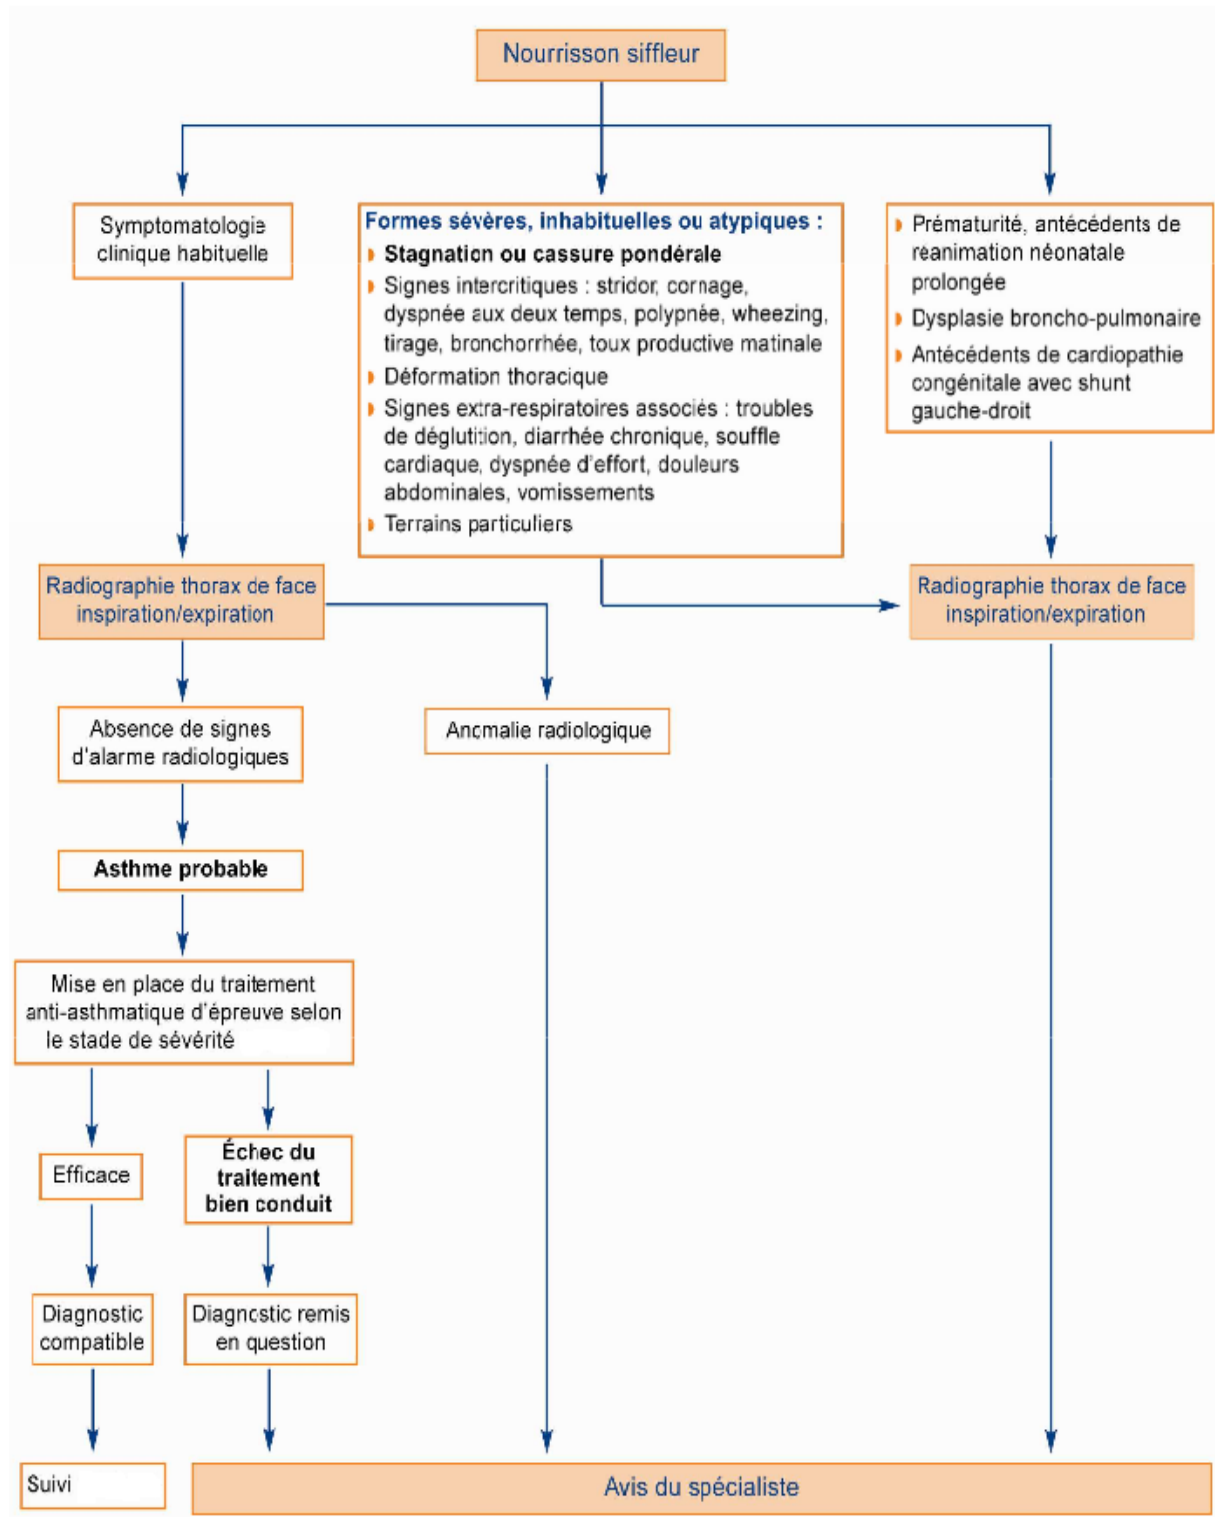 Nourrisson siffleur
Symptomatologie
clinique habituelle
Formes sévères, inhabituelles ou atypiques :
Stagnation ou cassure pondérale
Signes intercritiques : stridor, cornage,
dyspnée aux deux temps, polypnée, wheezing,
tirage, bronchorrhée, toux productive matinale
Déformation thoracique
Signes extra-respiratoires associés : troubles
de déglutition, diarrhée chronique, souffle
cardiaque, dyspnée d'effort, douleurs
abdominales, vomissements
Terrains particuliers
Prématurité, antécédents de
réanimation néonatale
prolongée
Dysplasie broncho-pulmonaire
Antécédents de cardiopathie
congénitale avec shunt
gauche-droit
Radiographie thorax de face
inspiration/expiration
Radiographie thorax de face
inspiration/expiration
Absence de signes
d'alarme radiologiques
Anomalie radiologique
Asthme probable
Mise en place du traitement
anti-asthmatique d'épreuve selon
le stade de sévérité
Efficace
Échec du
traitement
bien conduit
Diagnostic
compatible
Diagnostic remis
en question
Suivi
Avis du spécialiste